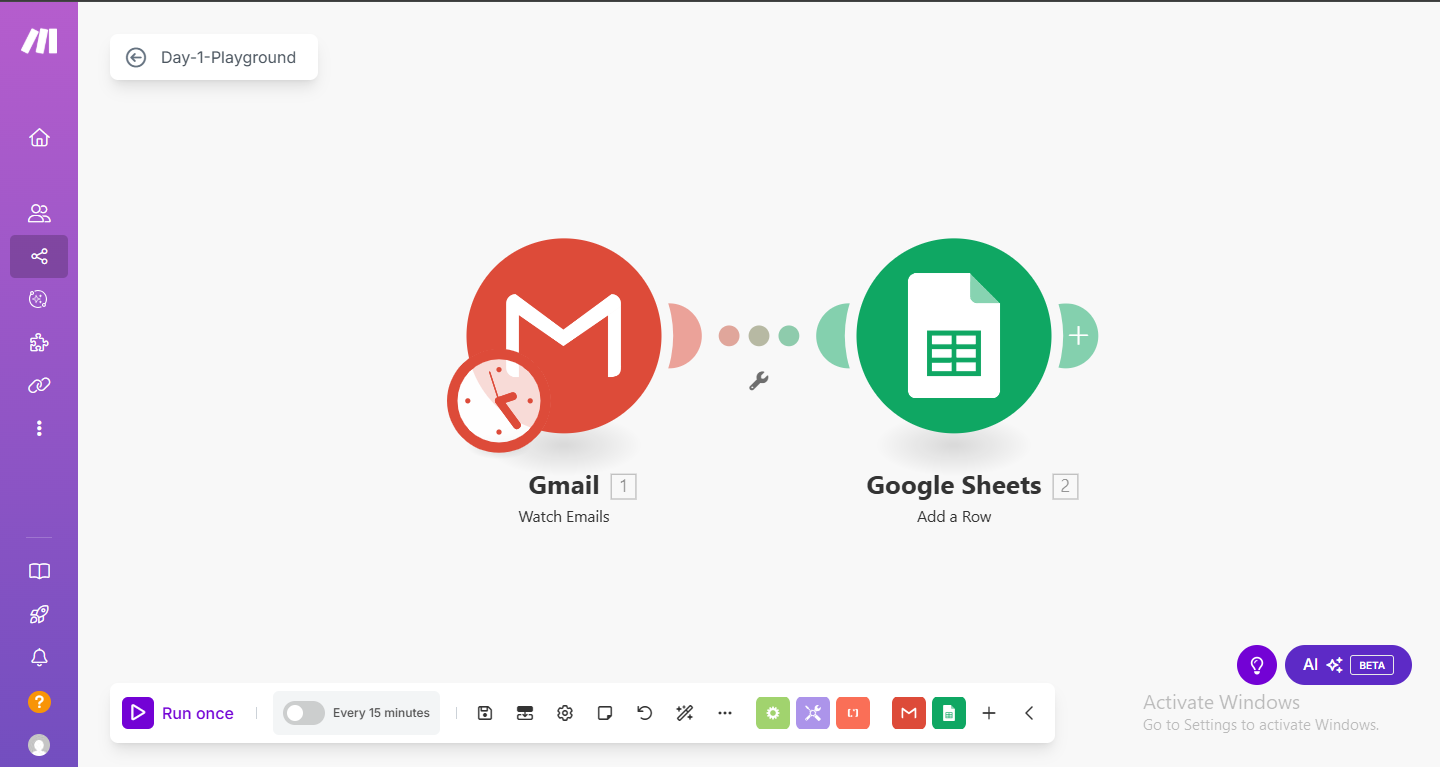 Day-1-Playground
Gmail 1
Watch Emails
Google Sheets 2
Add a Row
AI BETA
Run once
Every 15 minutes
Activate Windows
Go to Settings to activate Windows.
?